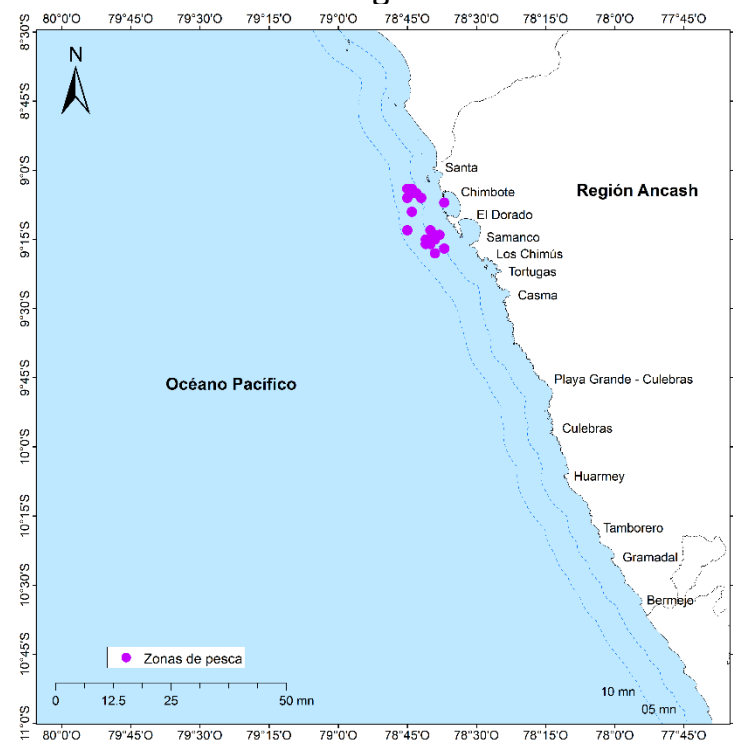 80°0'O 79°45'O 79°30'O 79°15'O 79°0'O 78°45'O 78°30'O 78°15'O 78°0'O 77°45'O
8°30'S
8°45'S
9°0'S
9°15'S
9°30'S
9°45'S
10°0'S
10°15'S
10°30'S
10°45'S
11°0'S
N
Santa
Chimbote
Región Ancash
El Dorado
Samanco
Los Chimús
Tortugas
Casma
Océano Pacífico
Playa Grande - Culebras
Culebras
Huarmey
Tamborero
Gramadal
Bermejo
Zonas de pesca
0 12.5 25 50 mn
10 mn
05 mn
80°0'O 79°45'O 79°30'O 79°15'O 79°0'O 78°45'O 78°30'O 78°15'O 78°0'O 77°45'O